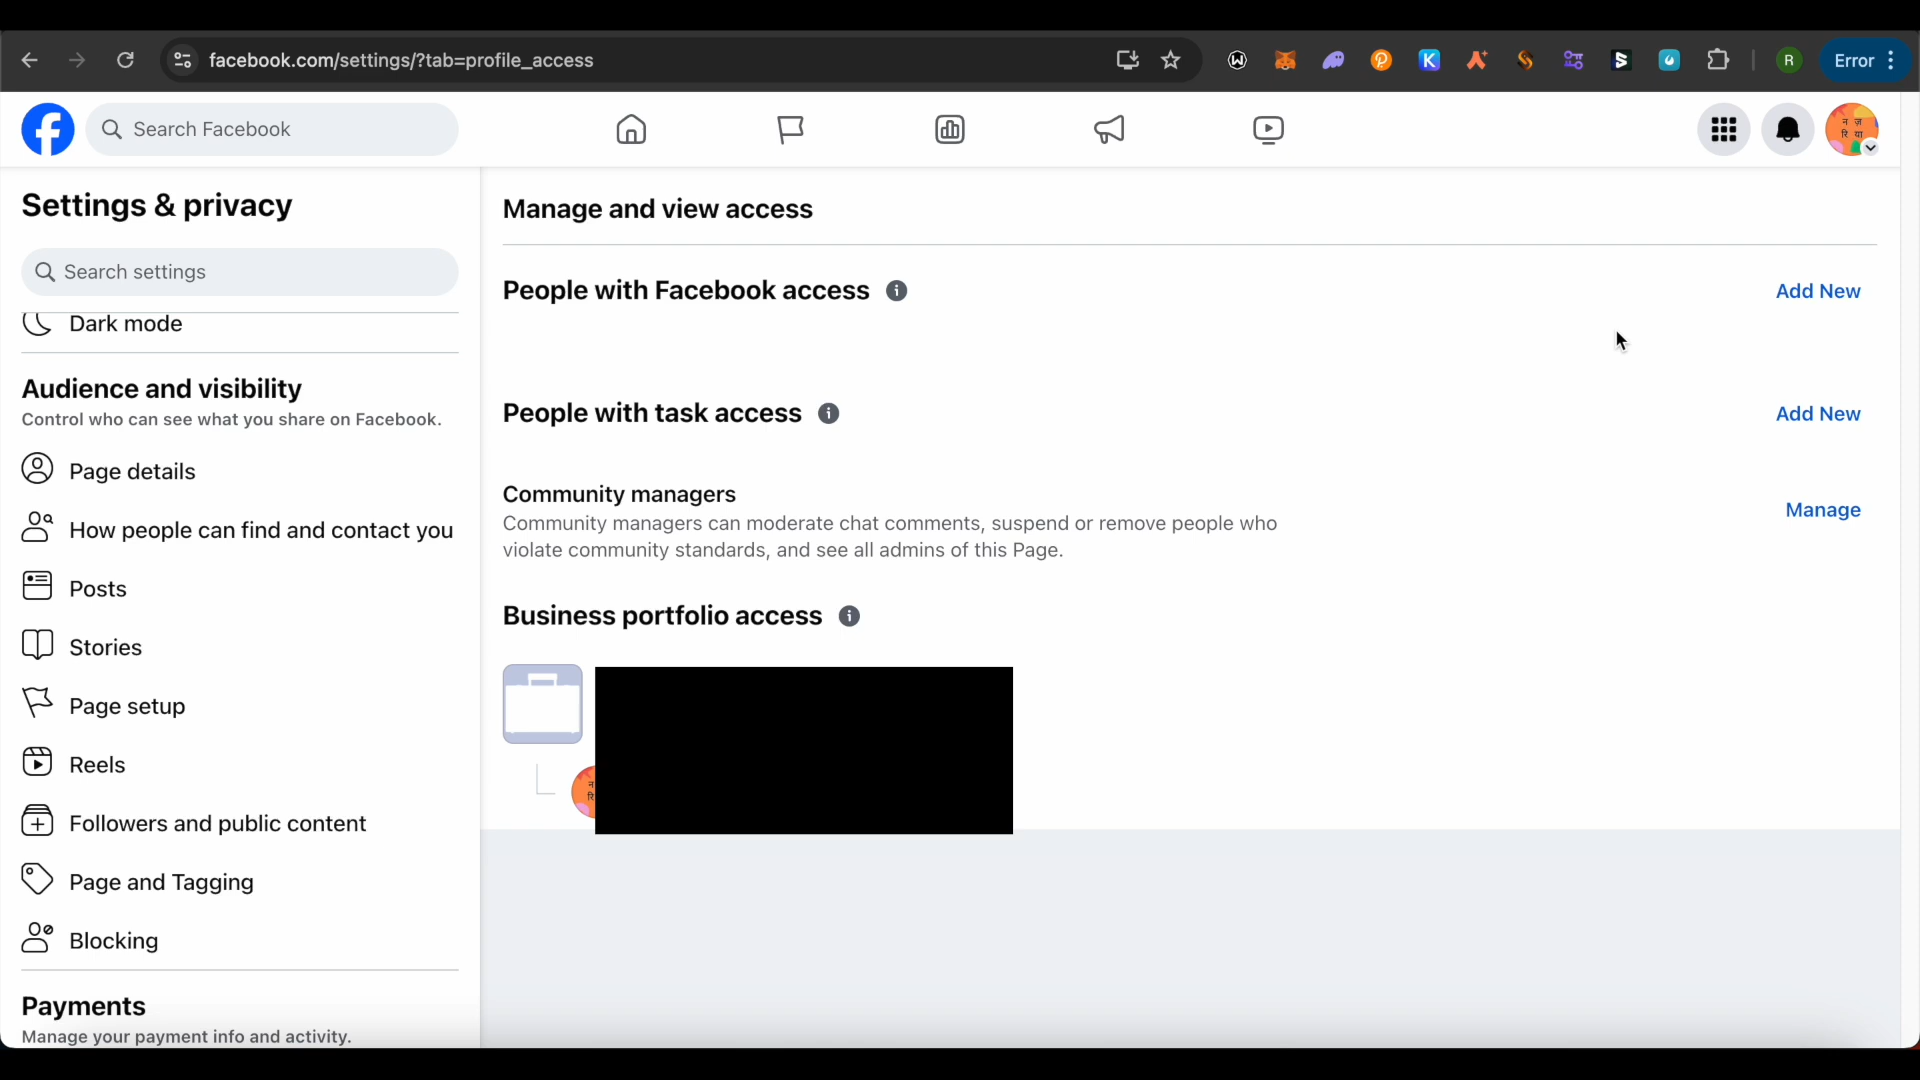 facebook.com/settings/?tab=profile_access
R
Error
Search Facebook
न ज़
रि या
Settings & privacy
Search settings
Dark mode
Audience and visibility
Control who can see what you share on Facebook.
Page details
How people can find and contact you
Posts
Stories
Page setup
Reels
Followers and public content
Page and Tagging
Blocking
Payments
Manage your payment info and activity.
Manage and view access
People with Facebook access
Add New
People with task access
Add New
Community managers
Community managers can moderate chat comments, suspend or remove people who
violate community standards, and see all admins of this Page.
Manage
Business portfolio access
न
रि